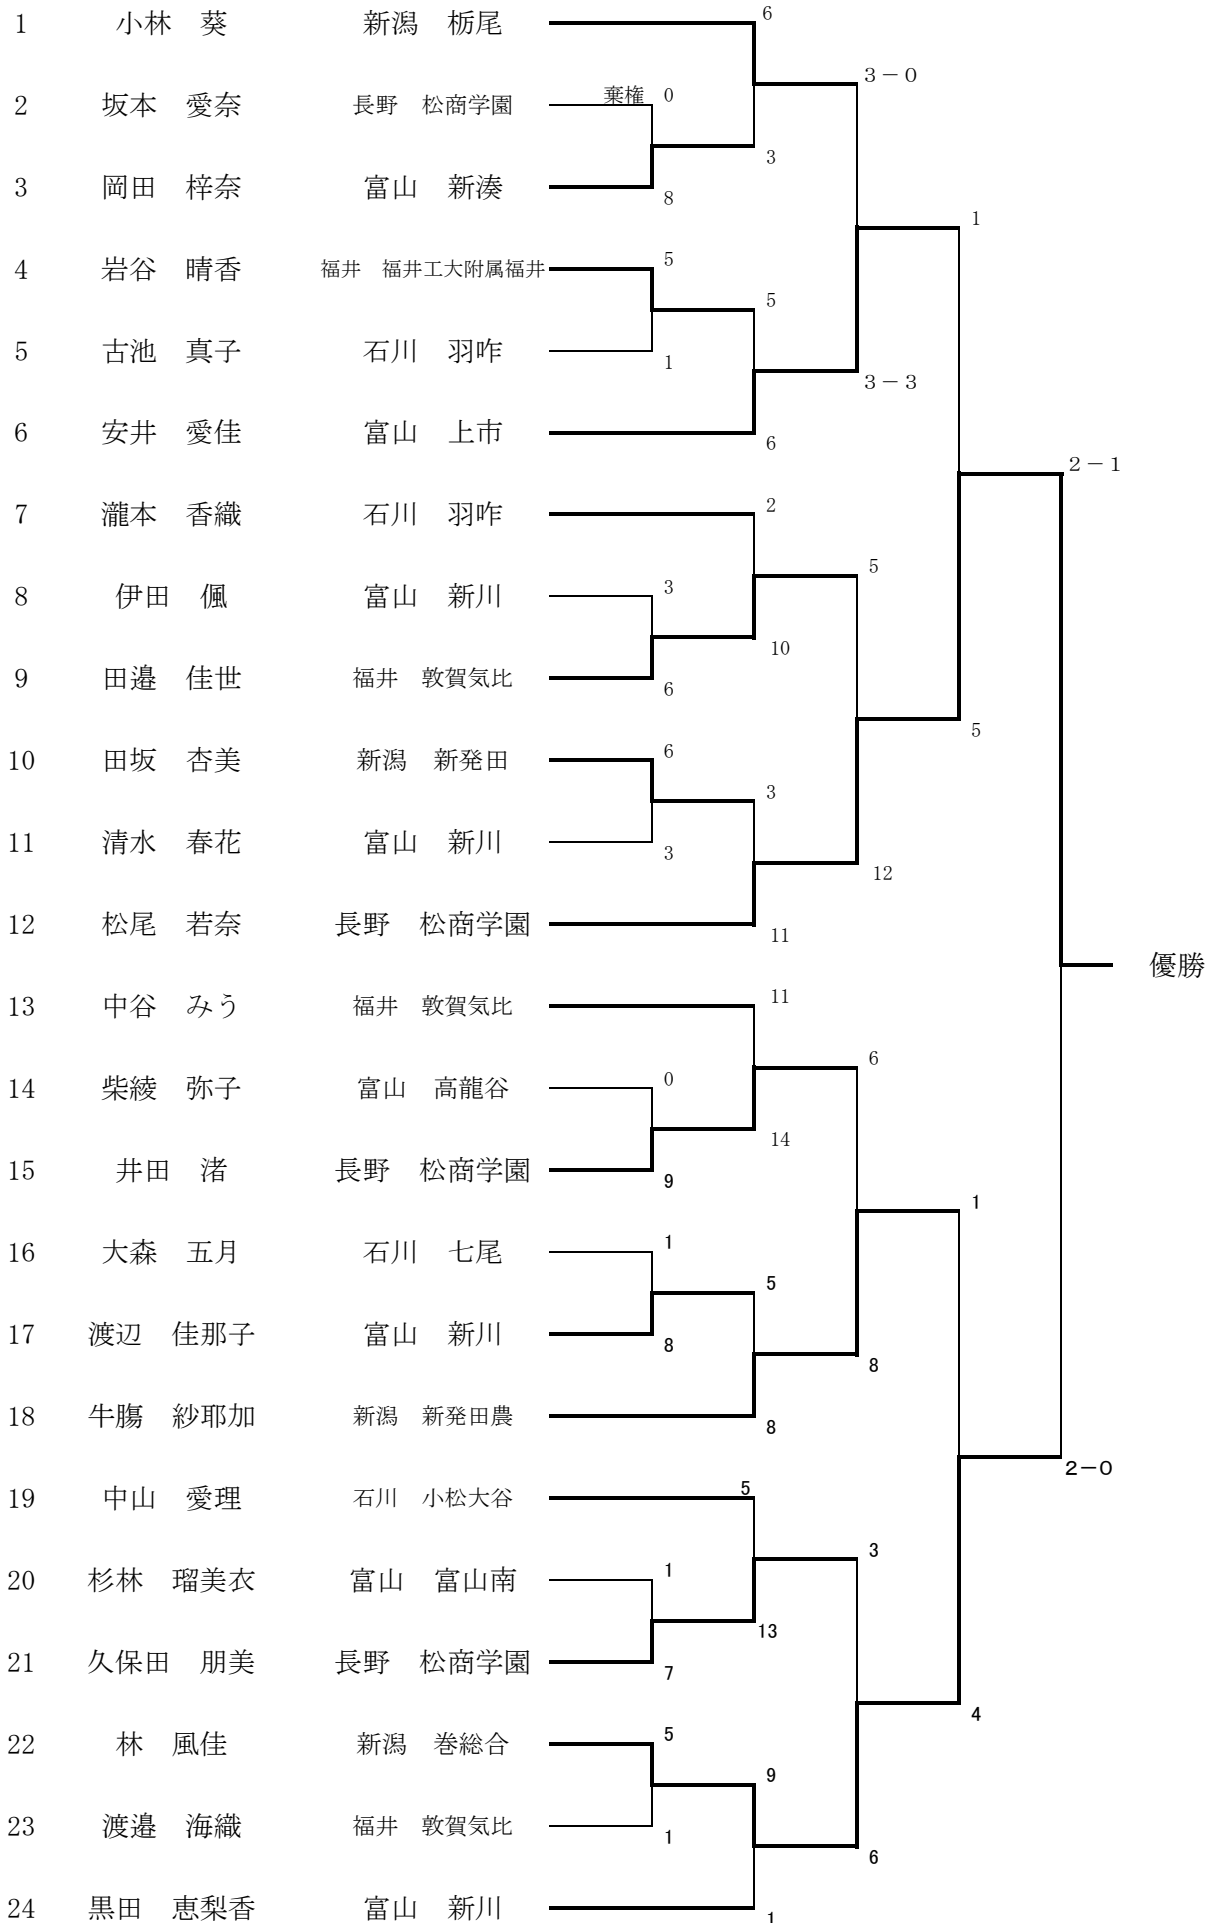 1 小林　葵 新潟　栃尾 6
3－0
2 坂本　愛奈 長野　松商学園 棄権 0
3
3 岡田　梓奈 富山　新湊 8
1
4 岩谷　晴香 福井　福井工大附属福井 5
5
5 古池　真子 石川　羽咋 1
3－3
6 安井　愛佳 富山　上市 6
2－1
7 瀧本　香織 石川　羽咋 2
5
8 伊田　偑 富山　新川 3
10
9 田邉　佳世 福井　敦賀気比 6
5
10 田坂　杏美 新潟　新発田 6
3
11 清水　春花 富山　新川 3
12
12 松尾　若奈 長野　松商学園 11
優勝
13 中谷　みう 福井　敦賀気比 11
6
14 柴綾　弥子 富山　高龍谷 0
14
15 井田　渚 長野　松商学園 9
1
16 大森　五月 石川　七尾 1
5
17 渡辺　佳那子 富山　新川 8
8
18 牛膓　紗耶加 新潟　新発田農 8
2－0
19 中山　愛理 石川　小松大谷 5
3
20 杉林　瑠美衣 富山　富山南 1
13
21 久保田　朋美 長野　松商学園 7
4
22 林　風佳 新潟　巻総合 5
9
23 渡邉　海織 福井　敦賀気比 1
6
24 黒田　恵梨香 富山　新川 1